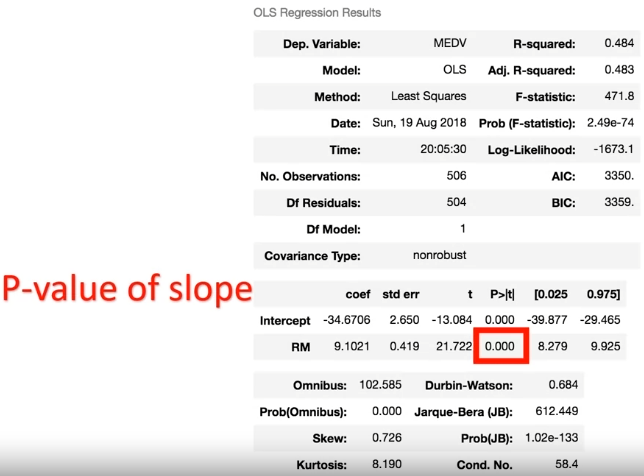 OLS Regression Results
Dep. Variable: MEDV R-squared: 0.484
Model: OLS Adj. R-squared: 0.483
Method: Least Squares F-statistic: 471.8
Date: Sun, 19 Aug 2018 Prob (F-statistic): 2.49e-74
Time: 20:05:30 Log-Likelihood: -1673.1
No. Observations: 506 AIC: 3350.
Df Residuals: 504 BIC: 3359.
Df Model: 1
Covariance Type: nonrobust
P-value of slope
coef std err t P>|t| [0.025 0.975]
Intercept -34.6706 2.650 -13.084 0.000 -39.877 -29.465
RM 9.1021 0.419 21.722 0.000 8.279 9.925
Omnibus: 102.585 Durbin-Watson: 0.684
Prob(Omnibus): 0.000 Jarque-Bera (JB): 612.449
Skew: 0.726 Prob(JB): 1.02e-133
Kurtosis: 8.190 Cond. No. 58.4